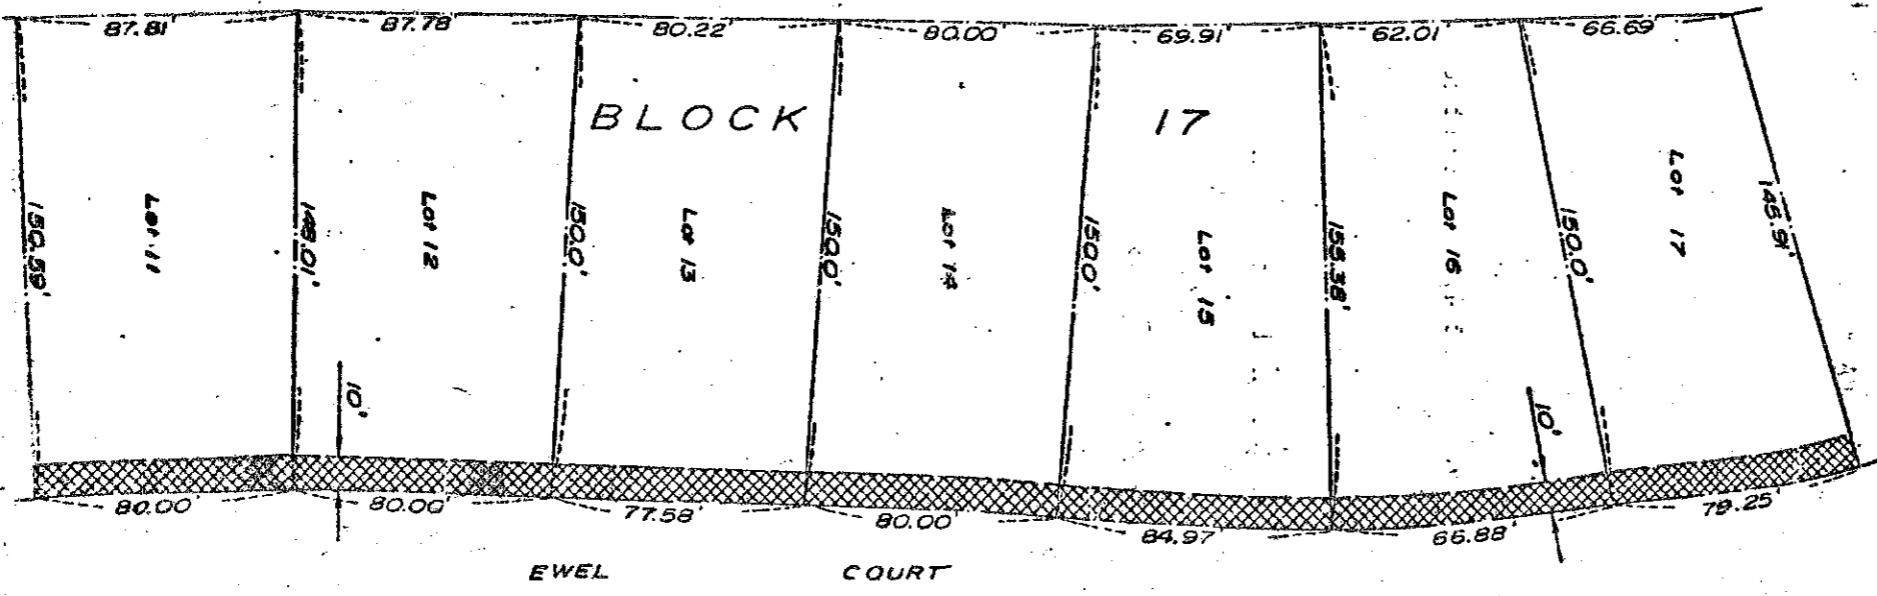 87.81'
87.78'
80.22'
80.00'
69.91'
62.01'
66.69'
BLOCK 17
150.59'
Lot 11
148.01'
Lot 12
150.0'
Lot 13
150.0'
Lot 14
150.0'
Lot 15
155.38'
Lot 16
150.0'
Lot 17
145.91'
10'
10'
80.00'
80.00'
77.58'
80.00'
84.97'
66.88'
79.25'
EWEL COURT